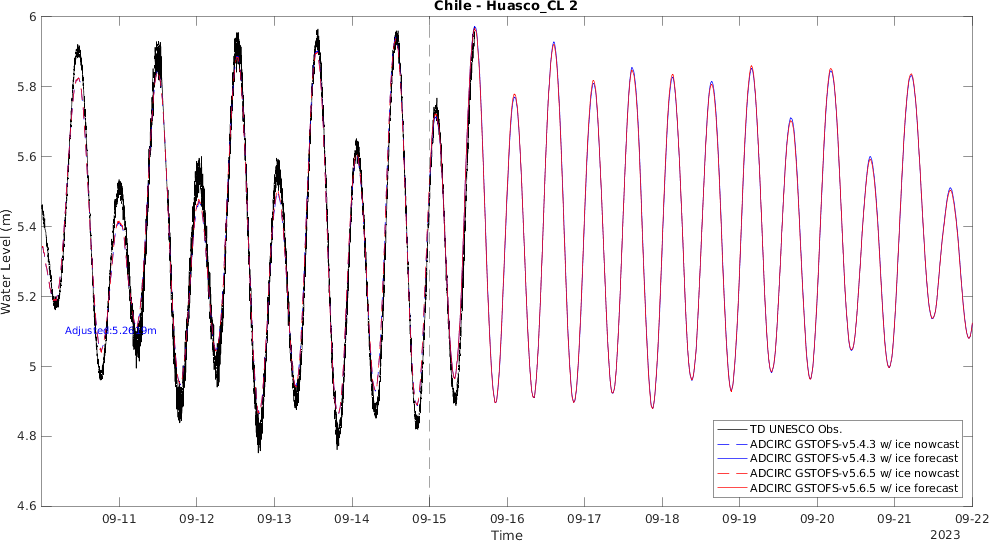 Chile - Huasco_CL 2
Water Level (m)
6
5.8
5.6
5.4
5.2
5
4.8
4.6
09-11
09-12
09-13
09-14
09-15
09-16
09-17
09-18
09-19
09-20
09-21
09-22
2023
Time
TD UNESCO Obs.
ADCIRC GSTOFS-v5.4.3 w/ ice nowcast
ADCIRC GSTOFS-v5.4.3 w/ ice forecast
ADCIRC GSTOFS-v5.6.5 w/ ice nowcast
ADCIRC GSTOFS-v5.6.5 w/ ice forecast